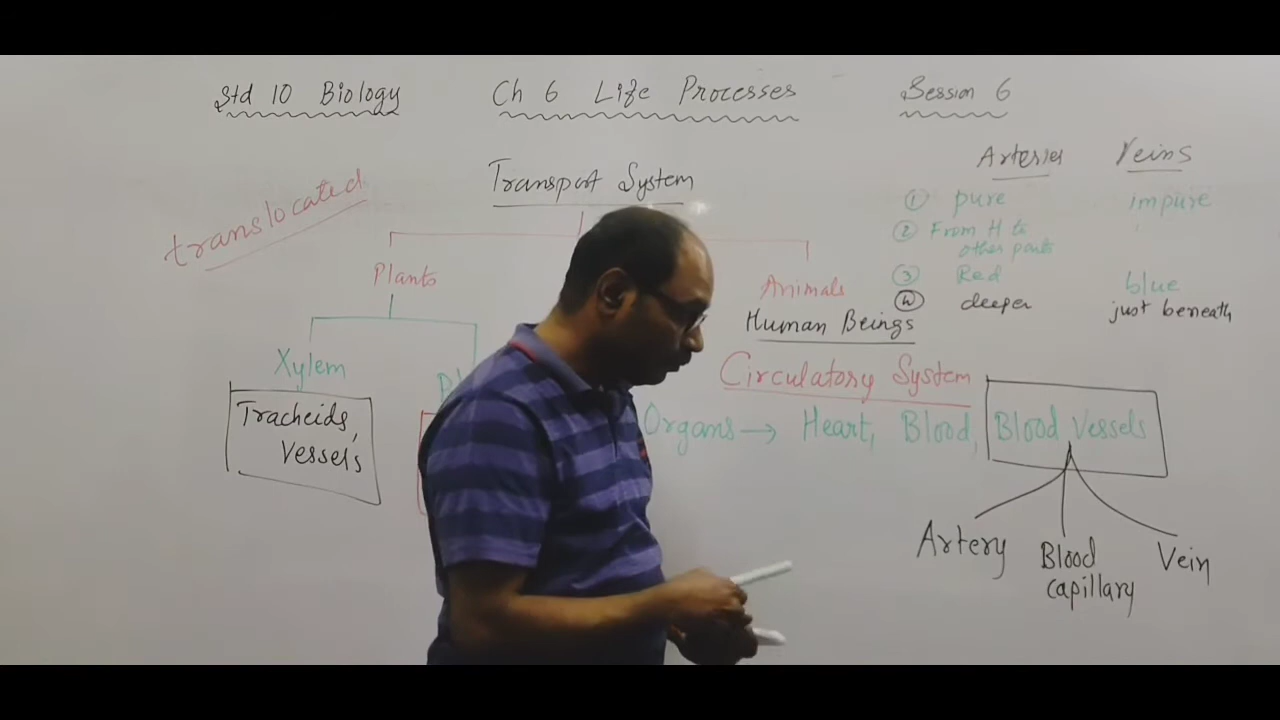 Std 10 Biology
Ch 6 Life Processes
Session 6
translocated
Transport System
Plants
Animals
Human Beings
Xylem
Tracheids,
Vessels
Circulatory System
Organs → Heart, Blood, Blood Vessels
Artery
Blood
capillary
Vein
Arteries Veins
① pure impure
② From H to
other parts
③ Red blue
④ deeper just beneath